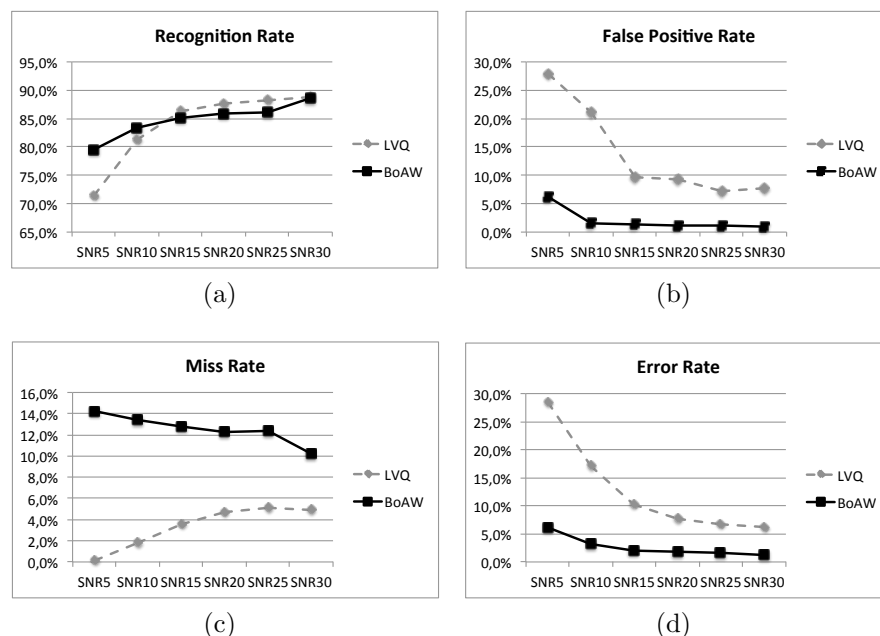 Recognition Rate
95,0%
90,0%
85,0%
80,0%
75,0%
70,0%
65,0%
SNR5 SNR10 SNR15 SNR20 SNR25 SNR30
LVQ
BoAW
(a)
False Positive Rate
30,0%
25,0%
20,0%
15,0%
10,0%
5,0%
0,0%
SNR5 SNR10 SNR15 SNR20 SNR25 SNR30
LVQ
BoAW
(b)
Miss Rate
16,0%
14,0%
12,0%
10,0%
8,0%
6,0%
4,0%
2,0%
0,0%
SNR5 SNR10 SNR15 SNR20 SNR25 SNR30
LVQ
BoAW
(c)
Error Rate
30,0%
25,0%
20,0%
15,0%
10,0%
5,0%
0,0%
SNR5 SNR10 SNR15 SNR20 SNR25 SNR30
LVQ
BoAW
(d)